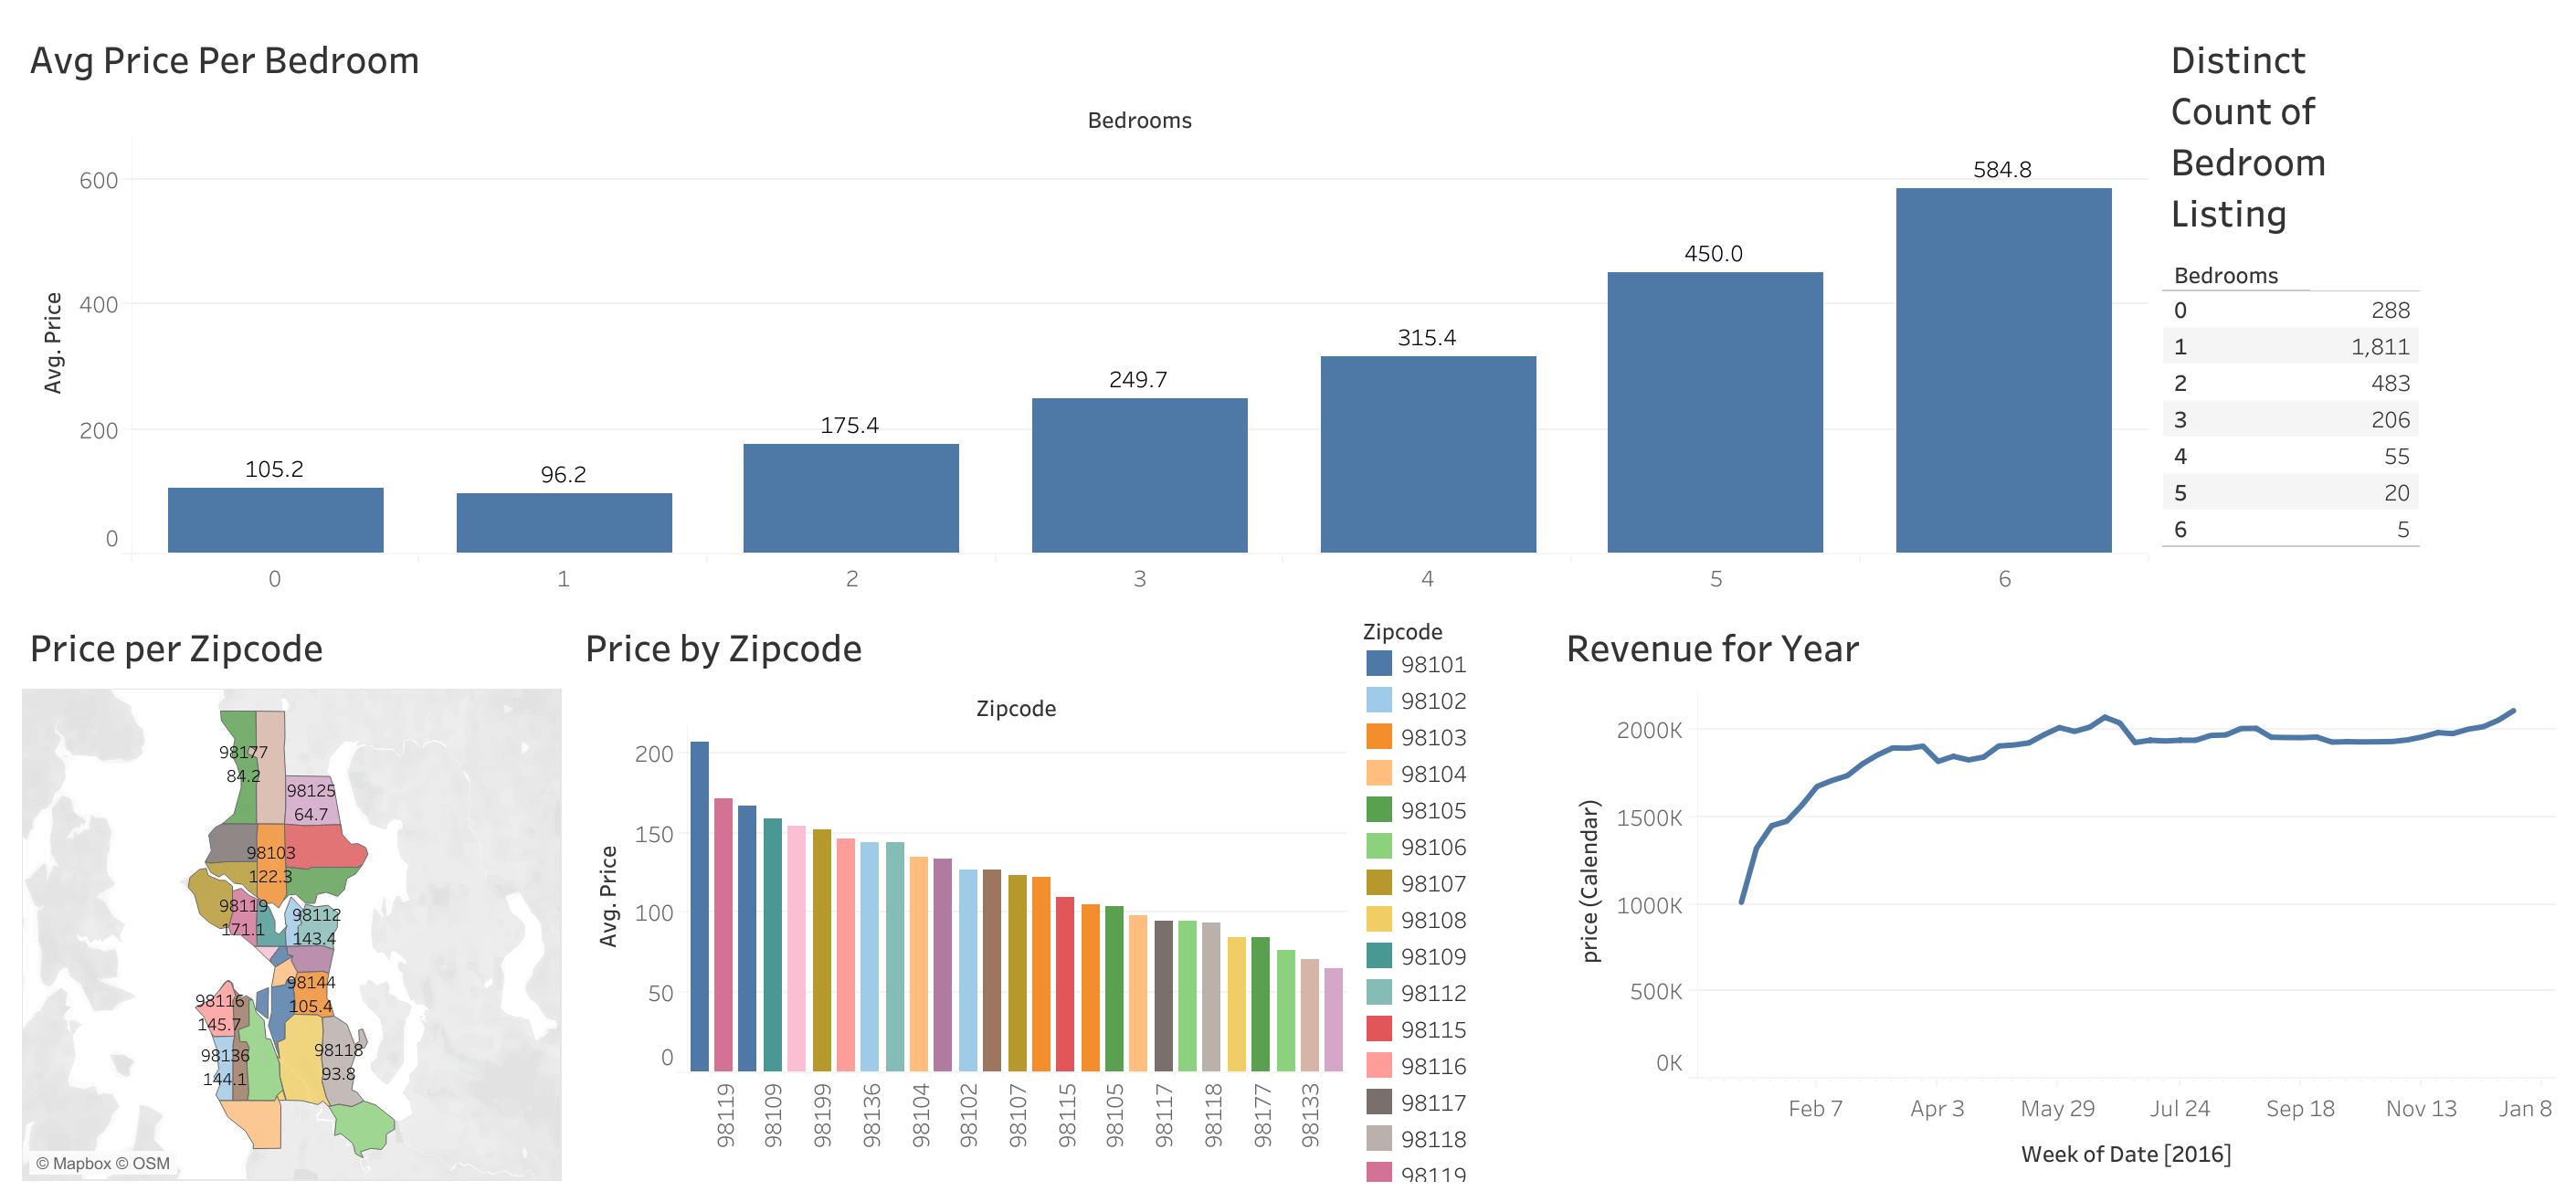 Avg Price Per Bedroom
Bedrooms
Avg. Price
600
400
200
0
105.2
96.2
175.4
249.7
315.4
450.0
584.8
0
1
2
3
4
5
6
Distinct
Count of
Bedroom
Listing
Bedrooms
0 288
1 1,811
2 483
3 206
4 55
5 20
6 5
Price per Zipcode
98177
84.2
98125
64.7
98103
122.3
98119
171.1
98112
143.4
98144
105.4
98116
145.7
98136
144.1
98118
93.8
© Mapbox © OSM
Price by Zipcode
Zipcode
Avg. Price
200
150
100
50
0
98119
98109
98199
98136
98104
98102
98107
98115
98105
98117
98118
98177
98133
Zipcode
98101
98102
98103
98104
98105
98106
98107
98108
98109
98112
98115
98116
98117
98118
98119
Revenue for Year
price (Calendar)
2000K
1500K
1000K
500K
0K
Feb 7
Apr 3
May 29
Jul 24
Sep 18
Nov 13
Jan 8
Week of Date [2016]